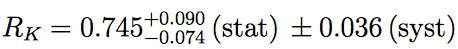 R_K = 0.745^{+0.090}_{-0.074} (stat) ± 0.036 (syst)